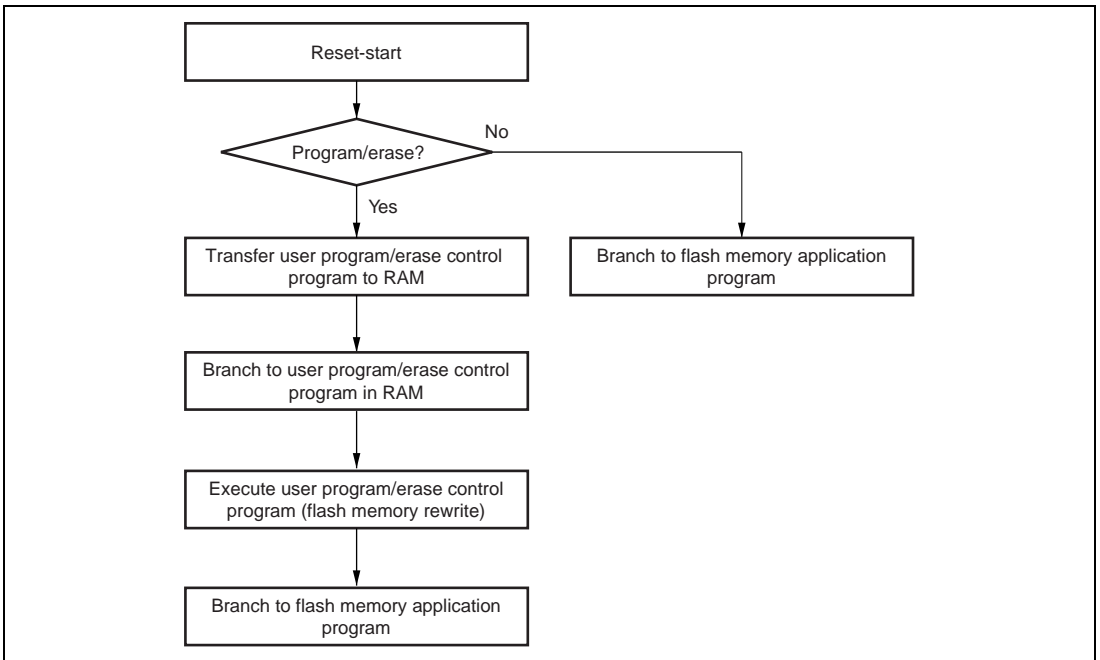 Reset-start
No
Program/erase?
Yes
Transfer user program/erase control
program to RAM
Branch to flash memory application
program
Branch to user program/erase control
program in RAM
Execute user program/erase control
program (flash memory rewrite)
Branch to flash memory application
program